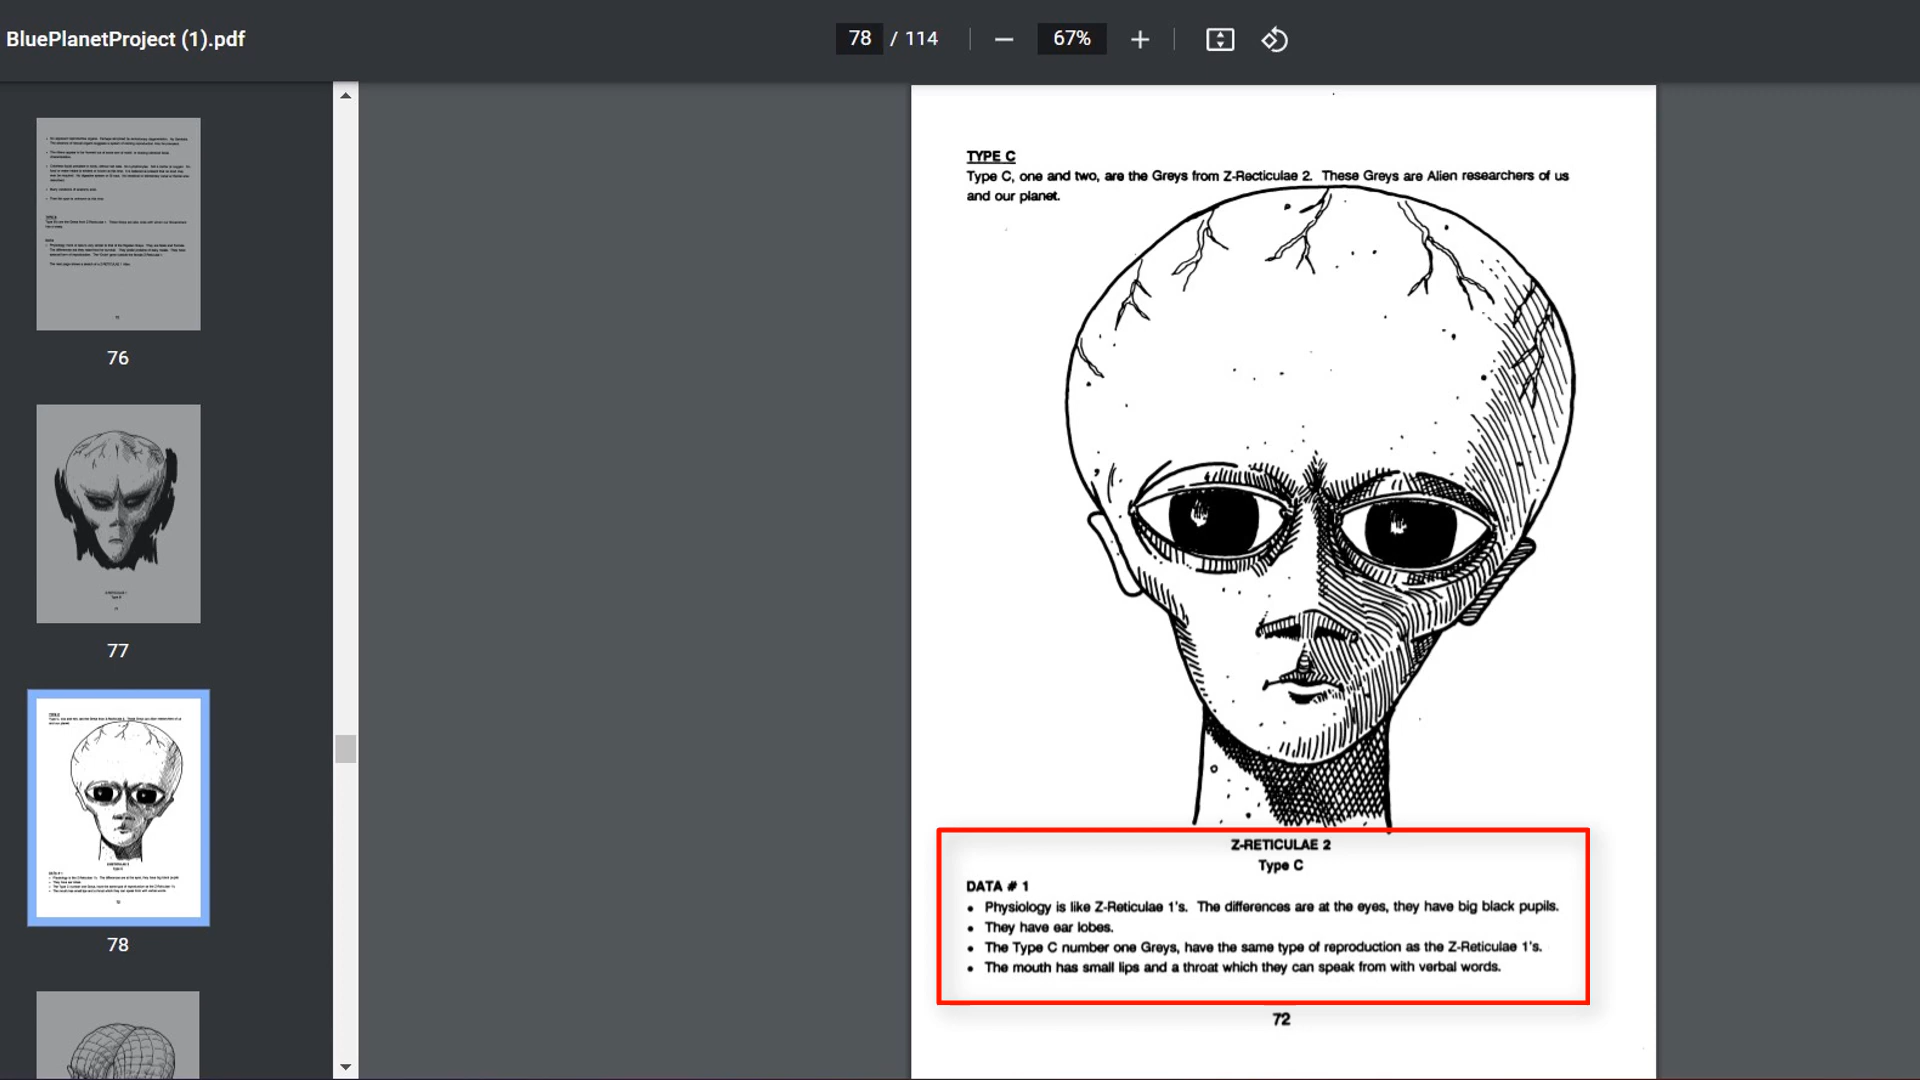 BluePlanetProject (1).pdf
78 / 114
67%
76
77
78
TYPE C
Type C, one and two, are the Greys from Z-Recticulae 2. These Greys are Alien researchers of us
and our planet.
Z-RETICULAE 2
Type C
DATA # 1
• Physiology is like Z-Reticulae 1's. The differences are at the eyes, they have big black pupils.
• They have ear lobes.
• The Type C number one Greys, have the same type of reproduction as the Z-Reticulae 1's.
• The mouth has small lips and a throat which they can speak from with verbal words.
72